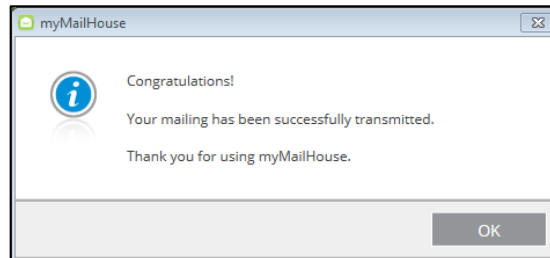 myMailHouse
Congratulations!
Your mailing has been successfully transmitted.
Thank you for using myMailHouse.
OK